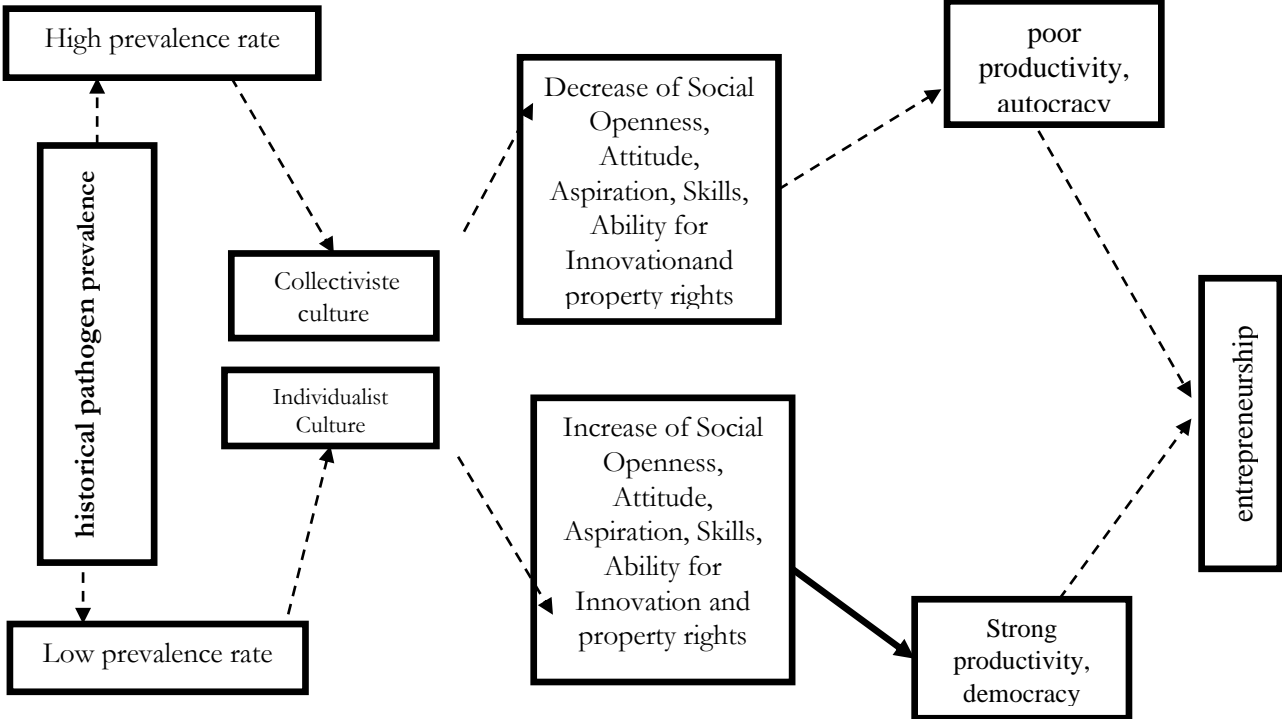 High prevalence rate
historical pathogen prevalence
Low prevalence rate
Collectiviste
culture
Individualist
Culture
Decrease of Social
Openness,
Attitude,
Aspiration, Skills,
Ability for
Innovationand
property rights
Increase of Social
Openness,
Attitude,
Aspiration, Skills,
Ability for
Innovation and
property rights
poor
productivity,
autocracy
Strong
productivity,
democracy
entrepreneurship